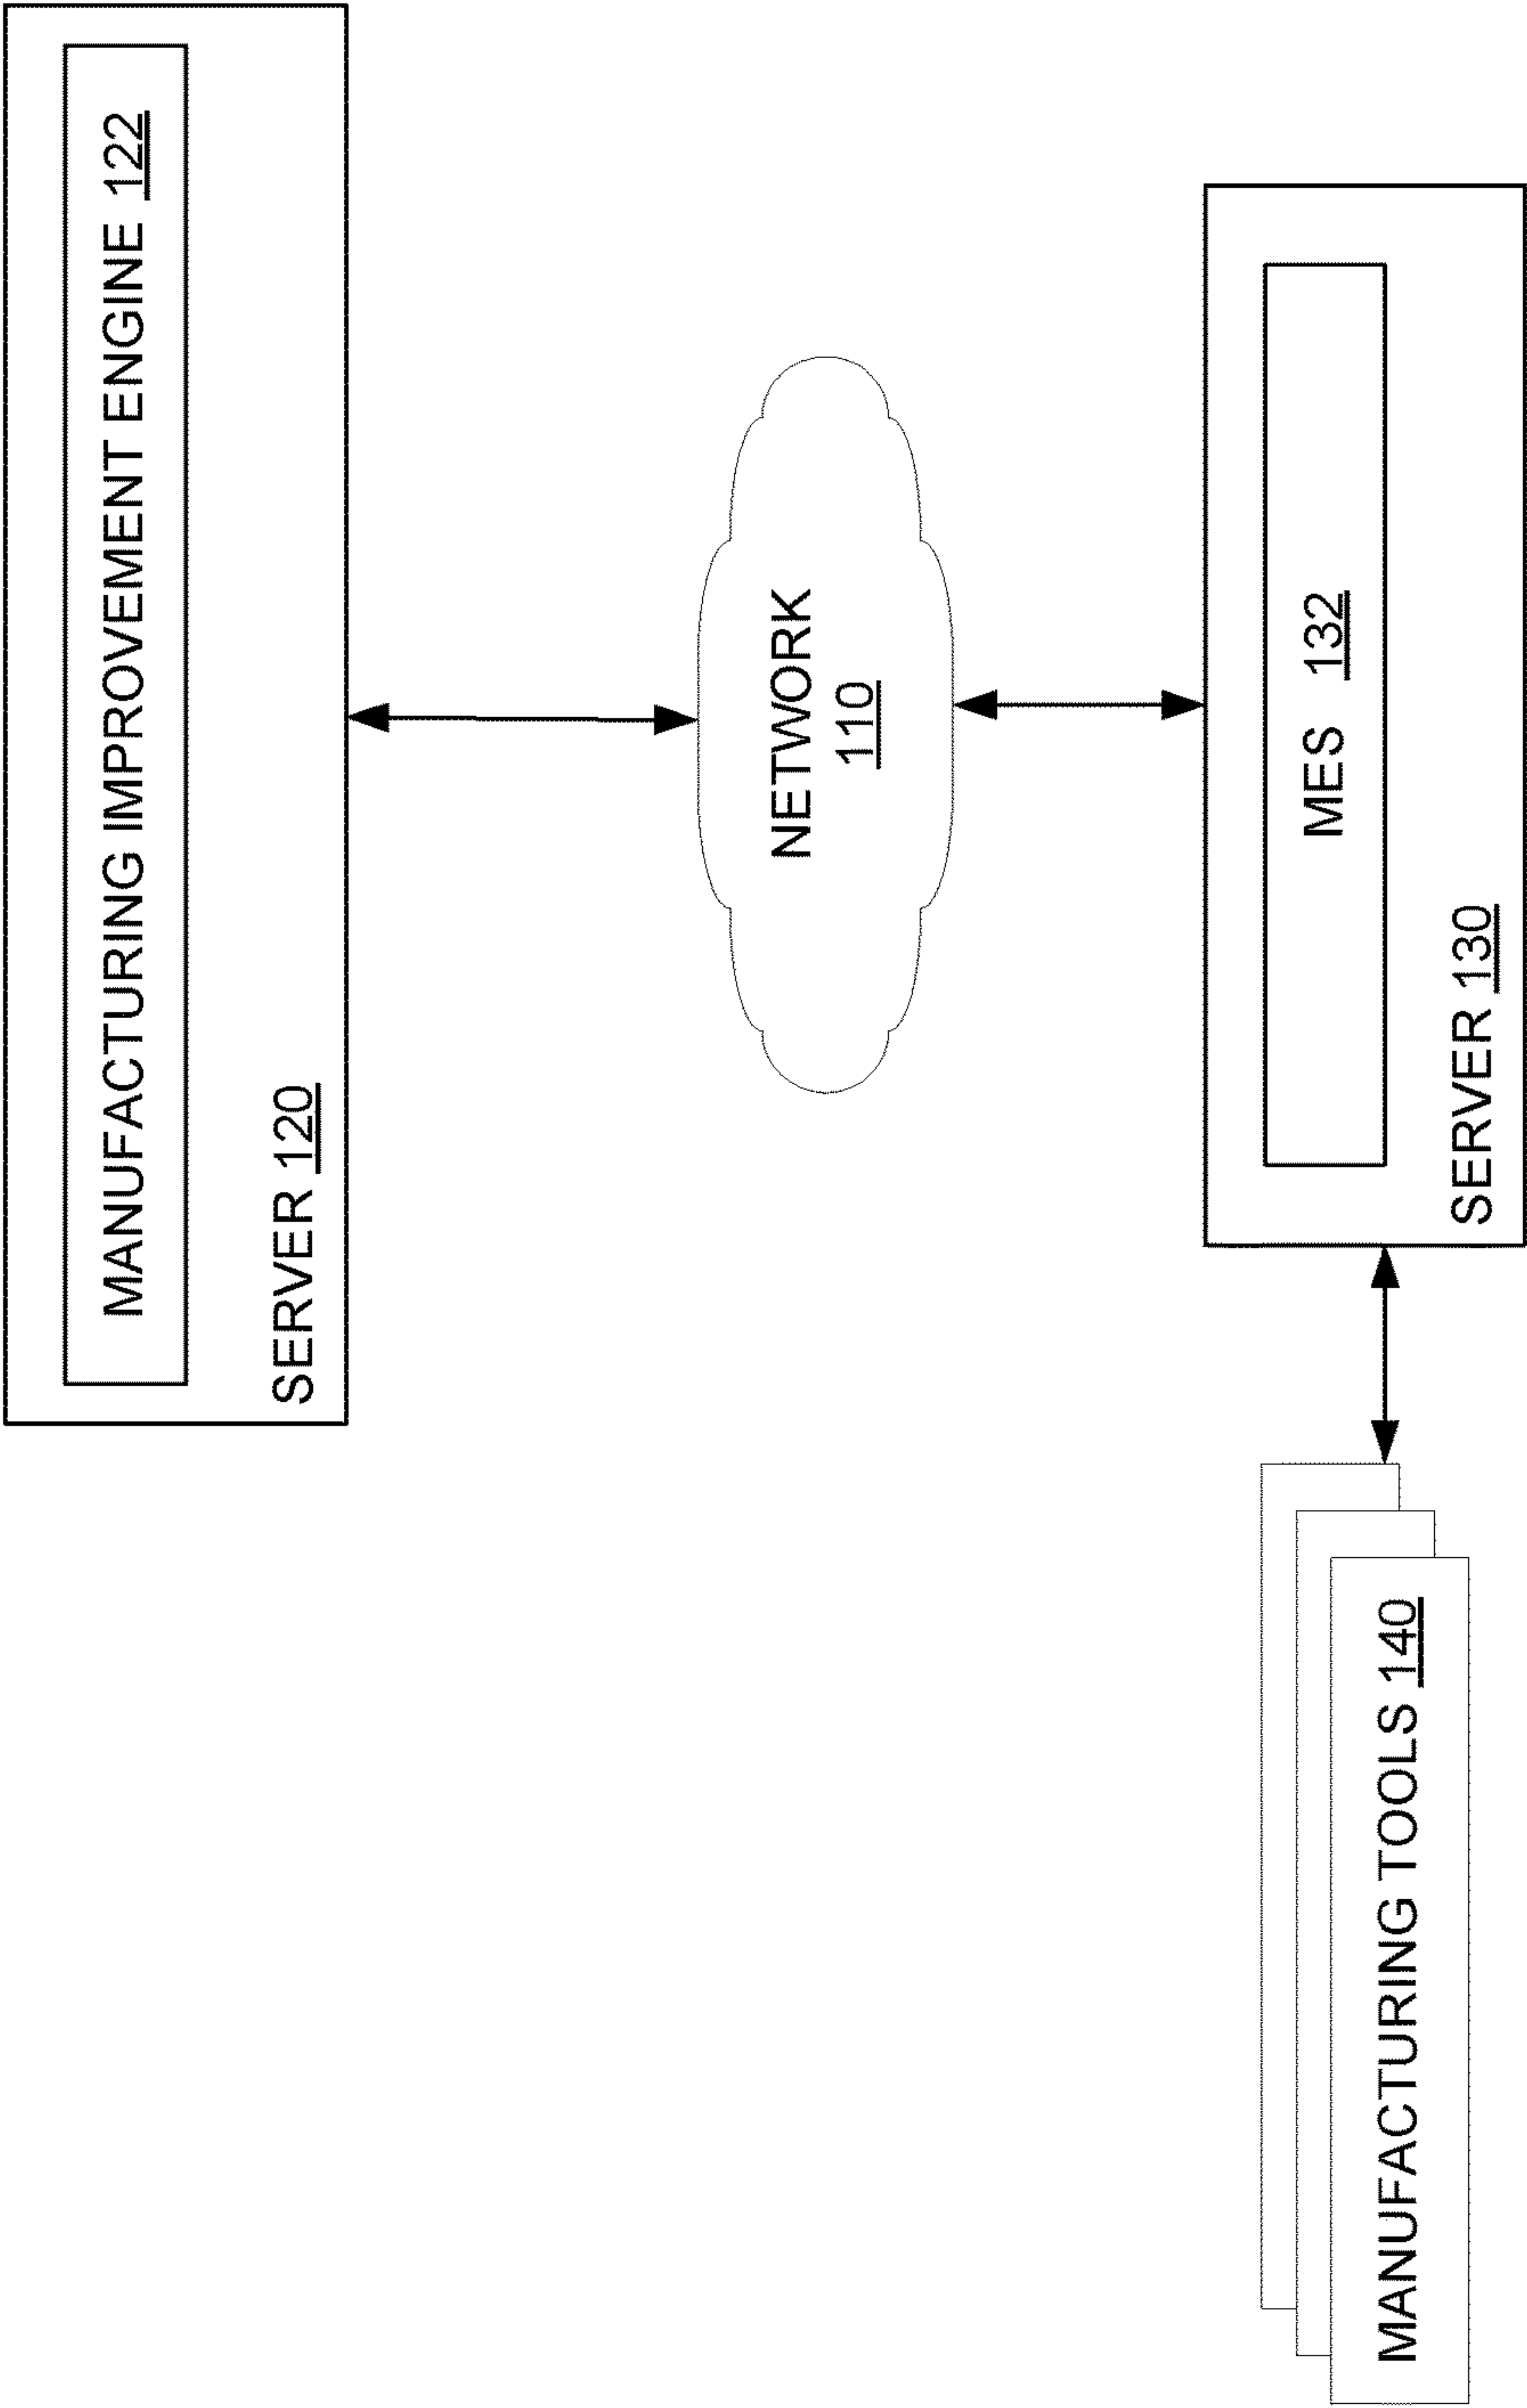 MANUFACTURING IMPROVEMENT ENGINE 122
SERVER 120
NETWORK
110
MES 132
SERVER 130
MANUFACTURING TOOLS 140